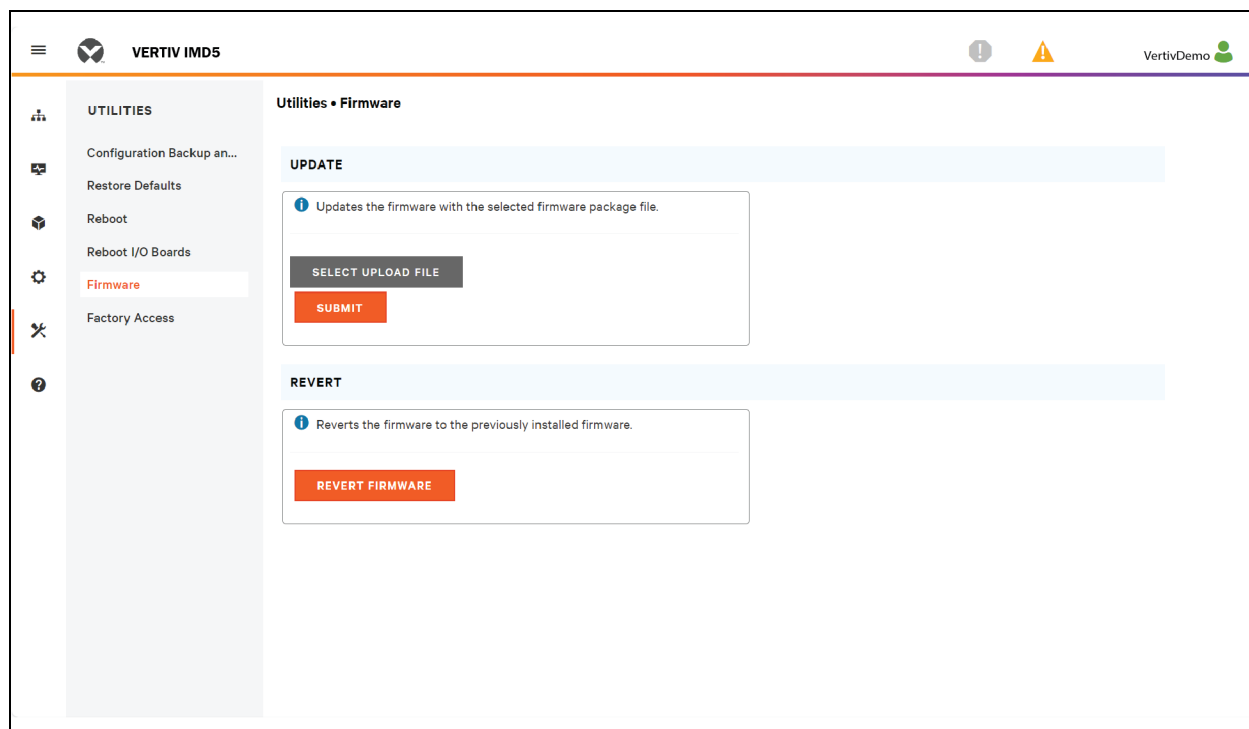 VERTIV IMD5
VertivDemo
UTILITIES
Configuration Backup an...
Restore Defaults
Reboot
Reboot I/O Boards
Firmware
Factory Access
Utilities • Firmware
UPDATE
Updates the firmware with the selected firmware package file.
SELECT UPLOAD FILE
SUBMIT
REVERT
Reverts the firmware to the previously installed firmware.
REVERT FIRMWARE